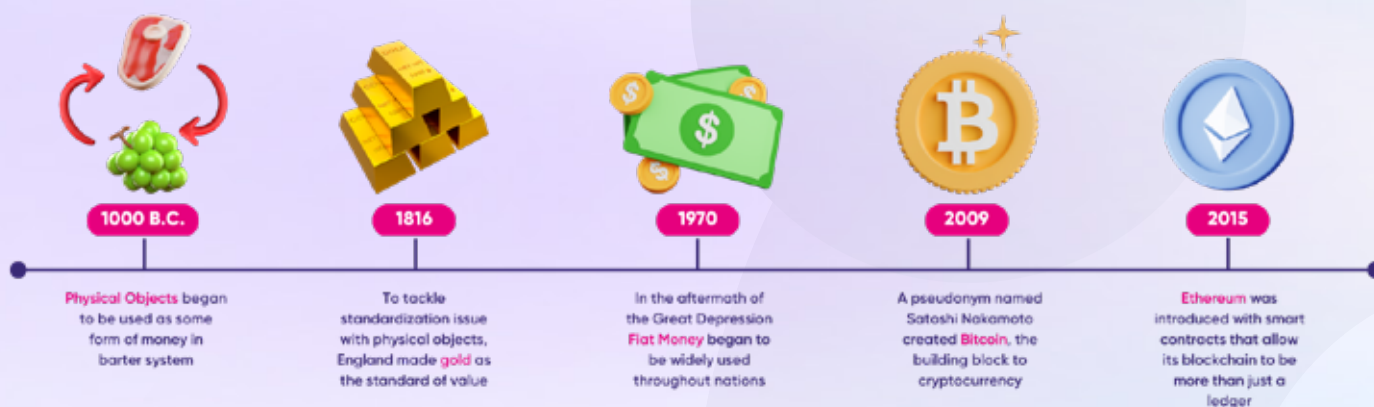 1000 B.C.
Physical Objects began
to be used as some
form of money in
barter system
1816
To tackle
standardization issue
with physical objects,
England made gold as
the standard of value
1970
In the aftermath of
the Great Depression
Fiat Money began to
be widely used
throughout nations
2009
A pseudonym named
Satoshi Nakamoto
created Bitcoin, the
building block to
cryptocurrency
2015
Ethereum was
introduced with smart
contracts that allow
its blockchain to be
more than just a
ledger